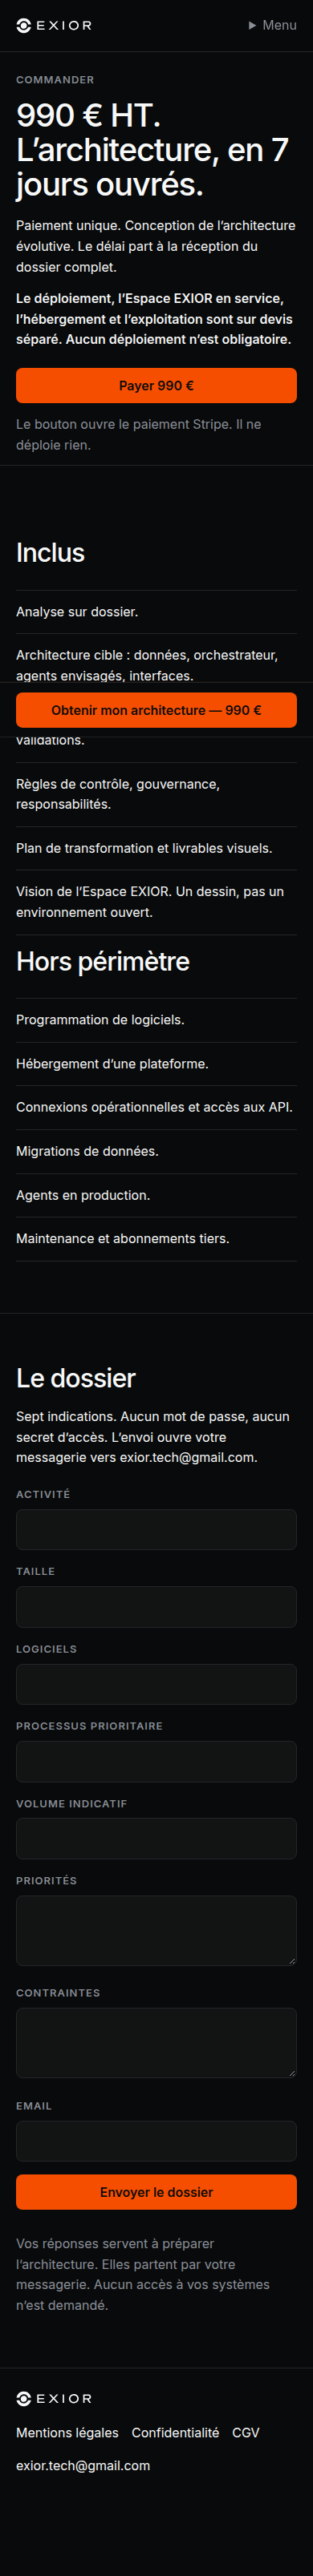 EXIOR
▶ Menu
COMMANDER
990 € HT.
L’architecture, en 7
jours ouvrés.
Paiement unique. Conception de l’architecture
évolutive. Le délai part à la réception du
dossier complet.
Le déploiement, l’Espace EXIOR en service,
l’hébergement et l’exploitation sont sur devis
séparé. Aucun déploiement n’est obligatoire.
Payer 990 €
Le bouton ouvre le paiement Stripe. Il ne
déploie rien.
Inclus
Analyse sur dossier.
Architecture cible : données, orchestrateur,
agents envisagés, interfaces.
Obtenir mon architecture — 990 €
validations.
Règles de contrôle, gouvernance,
responsabilités.
Plan de transformation et livrables visuels.
Vision de l’Espace EXIOR. Un dessin, pas un
environnement ouvert.
Hors périmètre
Programmation de logiciels.
Hébergement d’une plateforme.
Connexions opérationnelles et accès aux API.
Migrations de données.
Agents en production.
Maintenance et abonnements tiers.
Le dossier
Sept indications. Aucun mot de passe, aucun
secret d’accès. L’envoi ouvre votre
messagerie vers exior.tech@gmail.com.
ACTIVITÉ
TAILLE
LOGICIELS
PROCESSUS PRIORITAIRE
VOLUME INDICATIF
PRIORITÉS
CONTRAINTES
EMAIL
Envoyer le dossier
Vos réponses servent à préparer
l’architecture. Elles partent par votre
messagerie. Aucun accès à vos systèmes
n’est demandé.
EXIOR
Mentions légales Confidentialité CGV
exior.tech@gmail.com